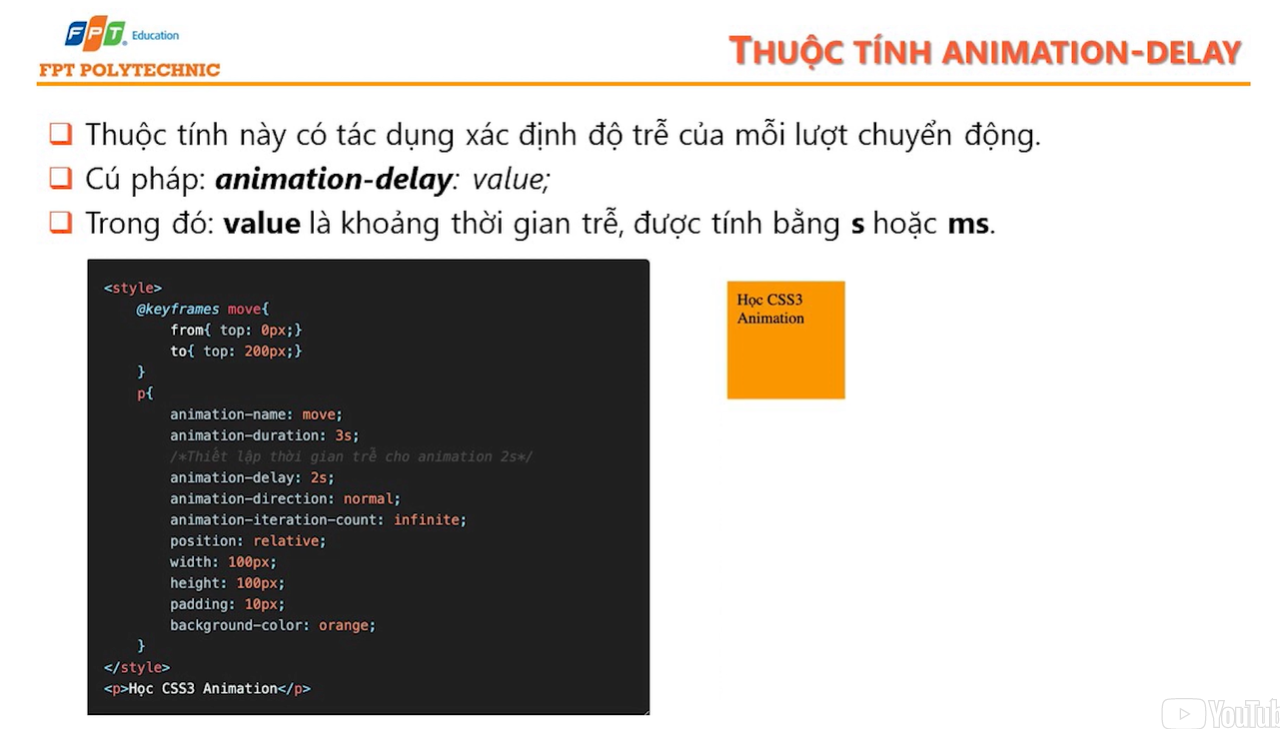 FPT Education
FPT POLYTECHNIC
THUỘC TÍNH ANIMATION-DELAY
Thuộc tính này có tác dụng xác định độ trễ của mỗi lượt chuyển động.
Cú pháp: animation-delay: value;
Trong đó: value là khoảng thời gian trễ, được tính bằng s hoặc ms.
<style>
@keyframes move{
from{ top: 0px;}
to{ top: 200px;}
}
p{
animation-name: move;
animation-duration: 3s;
/*Thiết lập thời gian trễ cho animation 2s*/
animation-delay: 2s;
animation-direction: normal;
animation-iteration-count: infinite;
position: relative;
width: 100px;
height: 100px;
padding: 10px;
background-color: orange;
}
</style>
<p>Học CSS3 Animation</p>
Học CSS3
Animation
YouTub